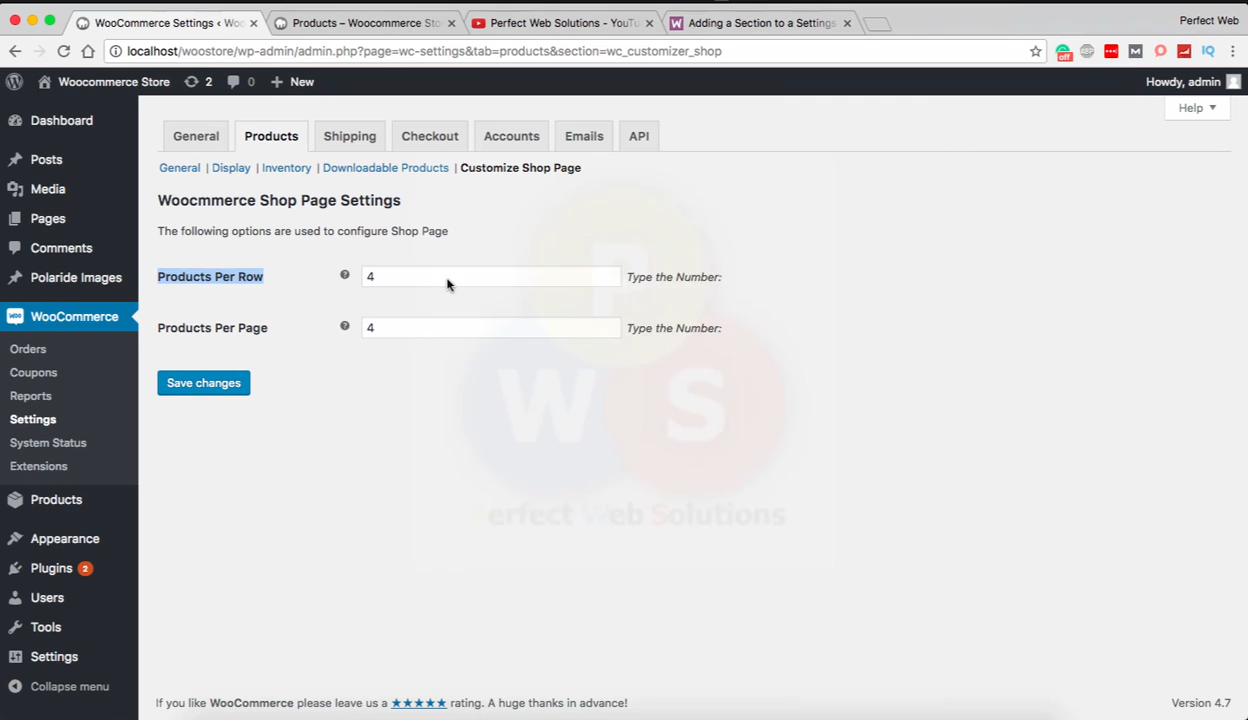 WooCommerce Settings ‹ Woo
Products – Woocommerce Sto
Perfect Web Solutions - YouTu
Adding a Section to a Settings
Perfect Web
localhost/woostore/wp-admin/admin.php?page=wc-settings&tab=products&section=wc_customizer_shop
off
ABP
M
IQ
Woocommerce Store
2
0
New
Howdy, admin
Help
Dashboard
Posts
Media
Pages
Comments
Polaride Images
WooCommerce
Orders
Coupons
Reports
Settings
System Status
Extensions
Products
Appearance
Plugins 2
Users
Tools
Settings
Collapse menu
General
Products
Shipping
Checkout
Accounts
Emails
API
General | Display | Inventory | Downloadable Products | Customize Shop Page
Woocmmerce Shop Page Settings
The following options are used to configure Shop Page
Products Per Row ? 4 Type the Number:
Products Per Page ? 4 Type the Number:
Save changes
P
W S
Perfect Web Solutions
If you like WooCommerce please leave us a ★★★★★ rating. A huge thanks in advance!
Version 4.7